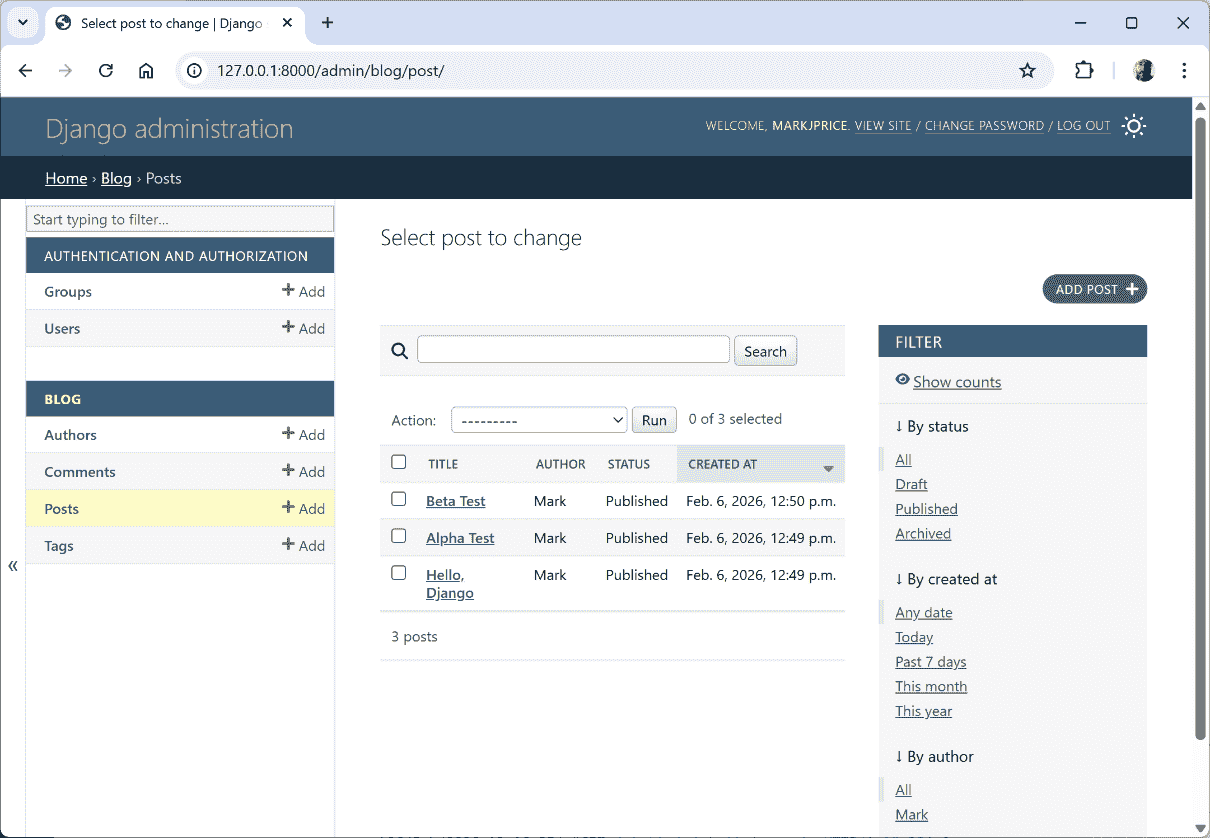 Select post to change | Django
127.0.0.1:8000/admin/blog/post/
Django administration
WELCOME, MARKJPRICE. VIEW SITE / CHANGE PASSWORD / LOG OUT
Home › Blog › Posts
Start typing to filter...
AUTHENTICATION AND AUTHORIZATION
Groups + Add
Users + Add
BLOG
Authors + Add
Comments + Add
Posts + Add
Tags + Add
«
Select post to change
ADD POST +
Search
Action: --------- Run 0 of 3 selected
TITLE AUTHOR STATUS CREATED AT
Beta Test Mark Published Feb. 6, 2026, 12:50 p.m.
Alpha Test Mark Published Feb. 6, 2026, 12:49 p.m.
Hello, Mark Published Feb. 6, 2026, 12:49 p.m.
Django
3 posts
FILTER
Show counts
↓ By status
All
Draft
Published
Archived
↓ By created at
Any date
Today
Past 7 days
This month
This year
↓ By author
All
Mark